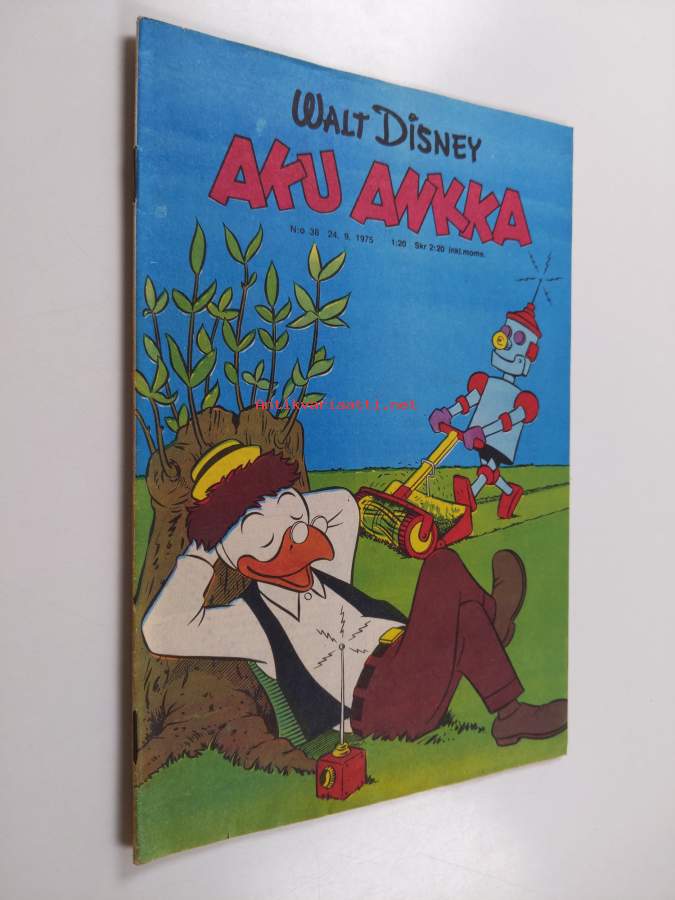 WALT DISNEY
AKU ANKKA
N:o 38 24. 9. 1975 1:20 Skr 2:20 inkl.moms.
Antikvariaatti.net